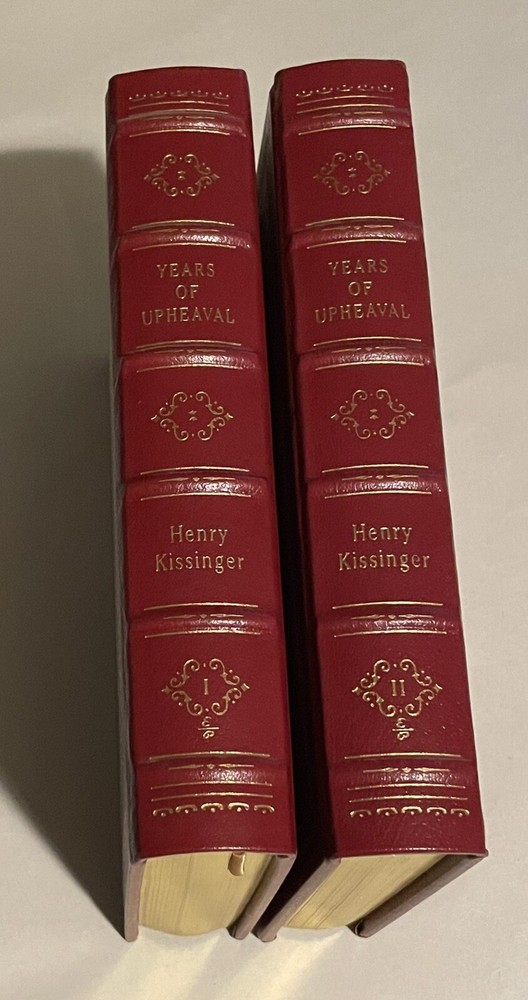 YEARS
OF
UPHEAVAL
Henry
Kissinger
I
YEARS
OF
UPHEAVAL
Henry
Kissinger
II